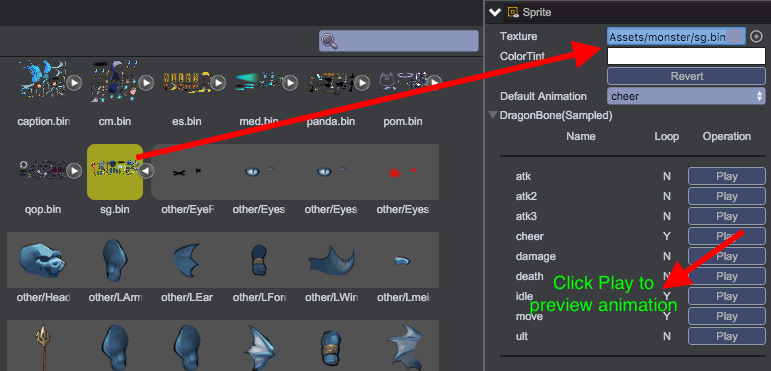 Sprite
Texture Assets/monster/sg.bin
ColorTint
Revert
Default Animation cheer
DragonBone(Sampled)
Name Loop Operation
atk N Play
atk2 N Play
atk3 N Play
cheer Y Play
damage N Play
death N Play
idle Y Play
move Y Play
ult N Play
Click Play to
preview animation
caption.bin cm.bin es.bin med.bin panda.bin pom.bin
qop.bin sg.bin other/EyeR other/Eyes other/Eyes other/Eyes
other/Head other/LArm other/LEar other/LFor other/LWin other/Lmei